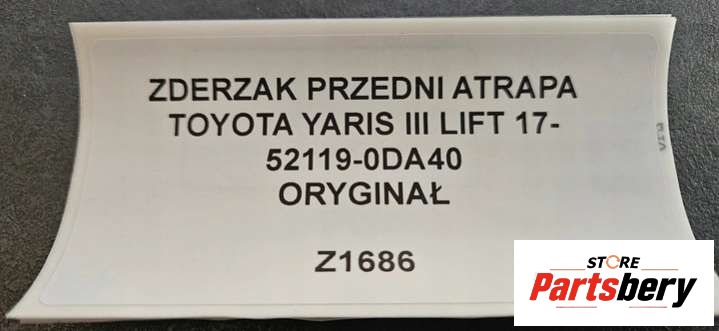 ZDERZAK PRZEDNI ATRAPA
TOYOTA YARIS III LIFT 17-
52119-0DA40
ORYGINAŁ
Z1686
STORE
Partsbery